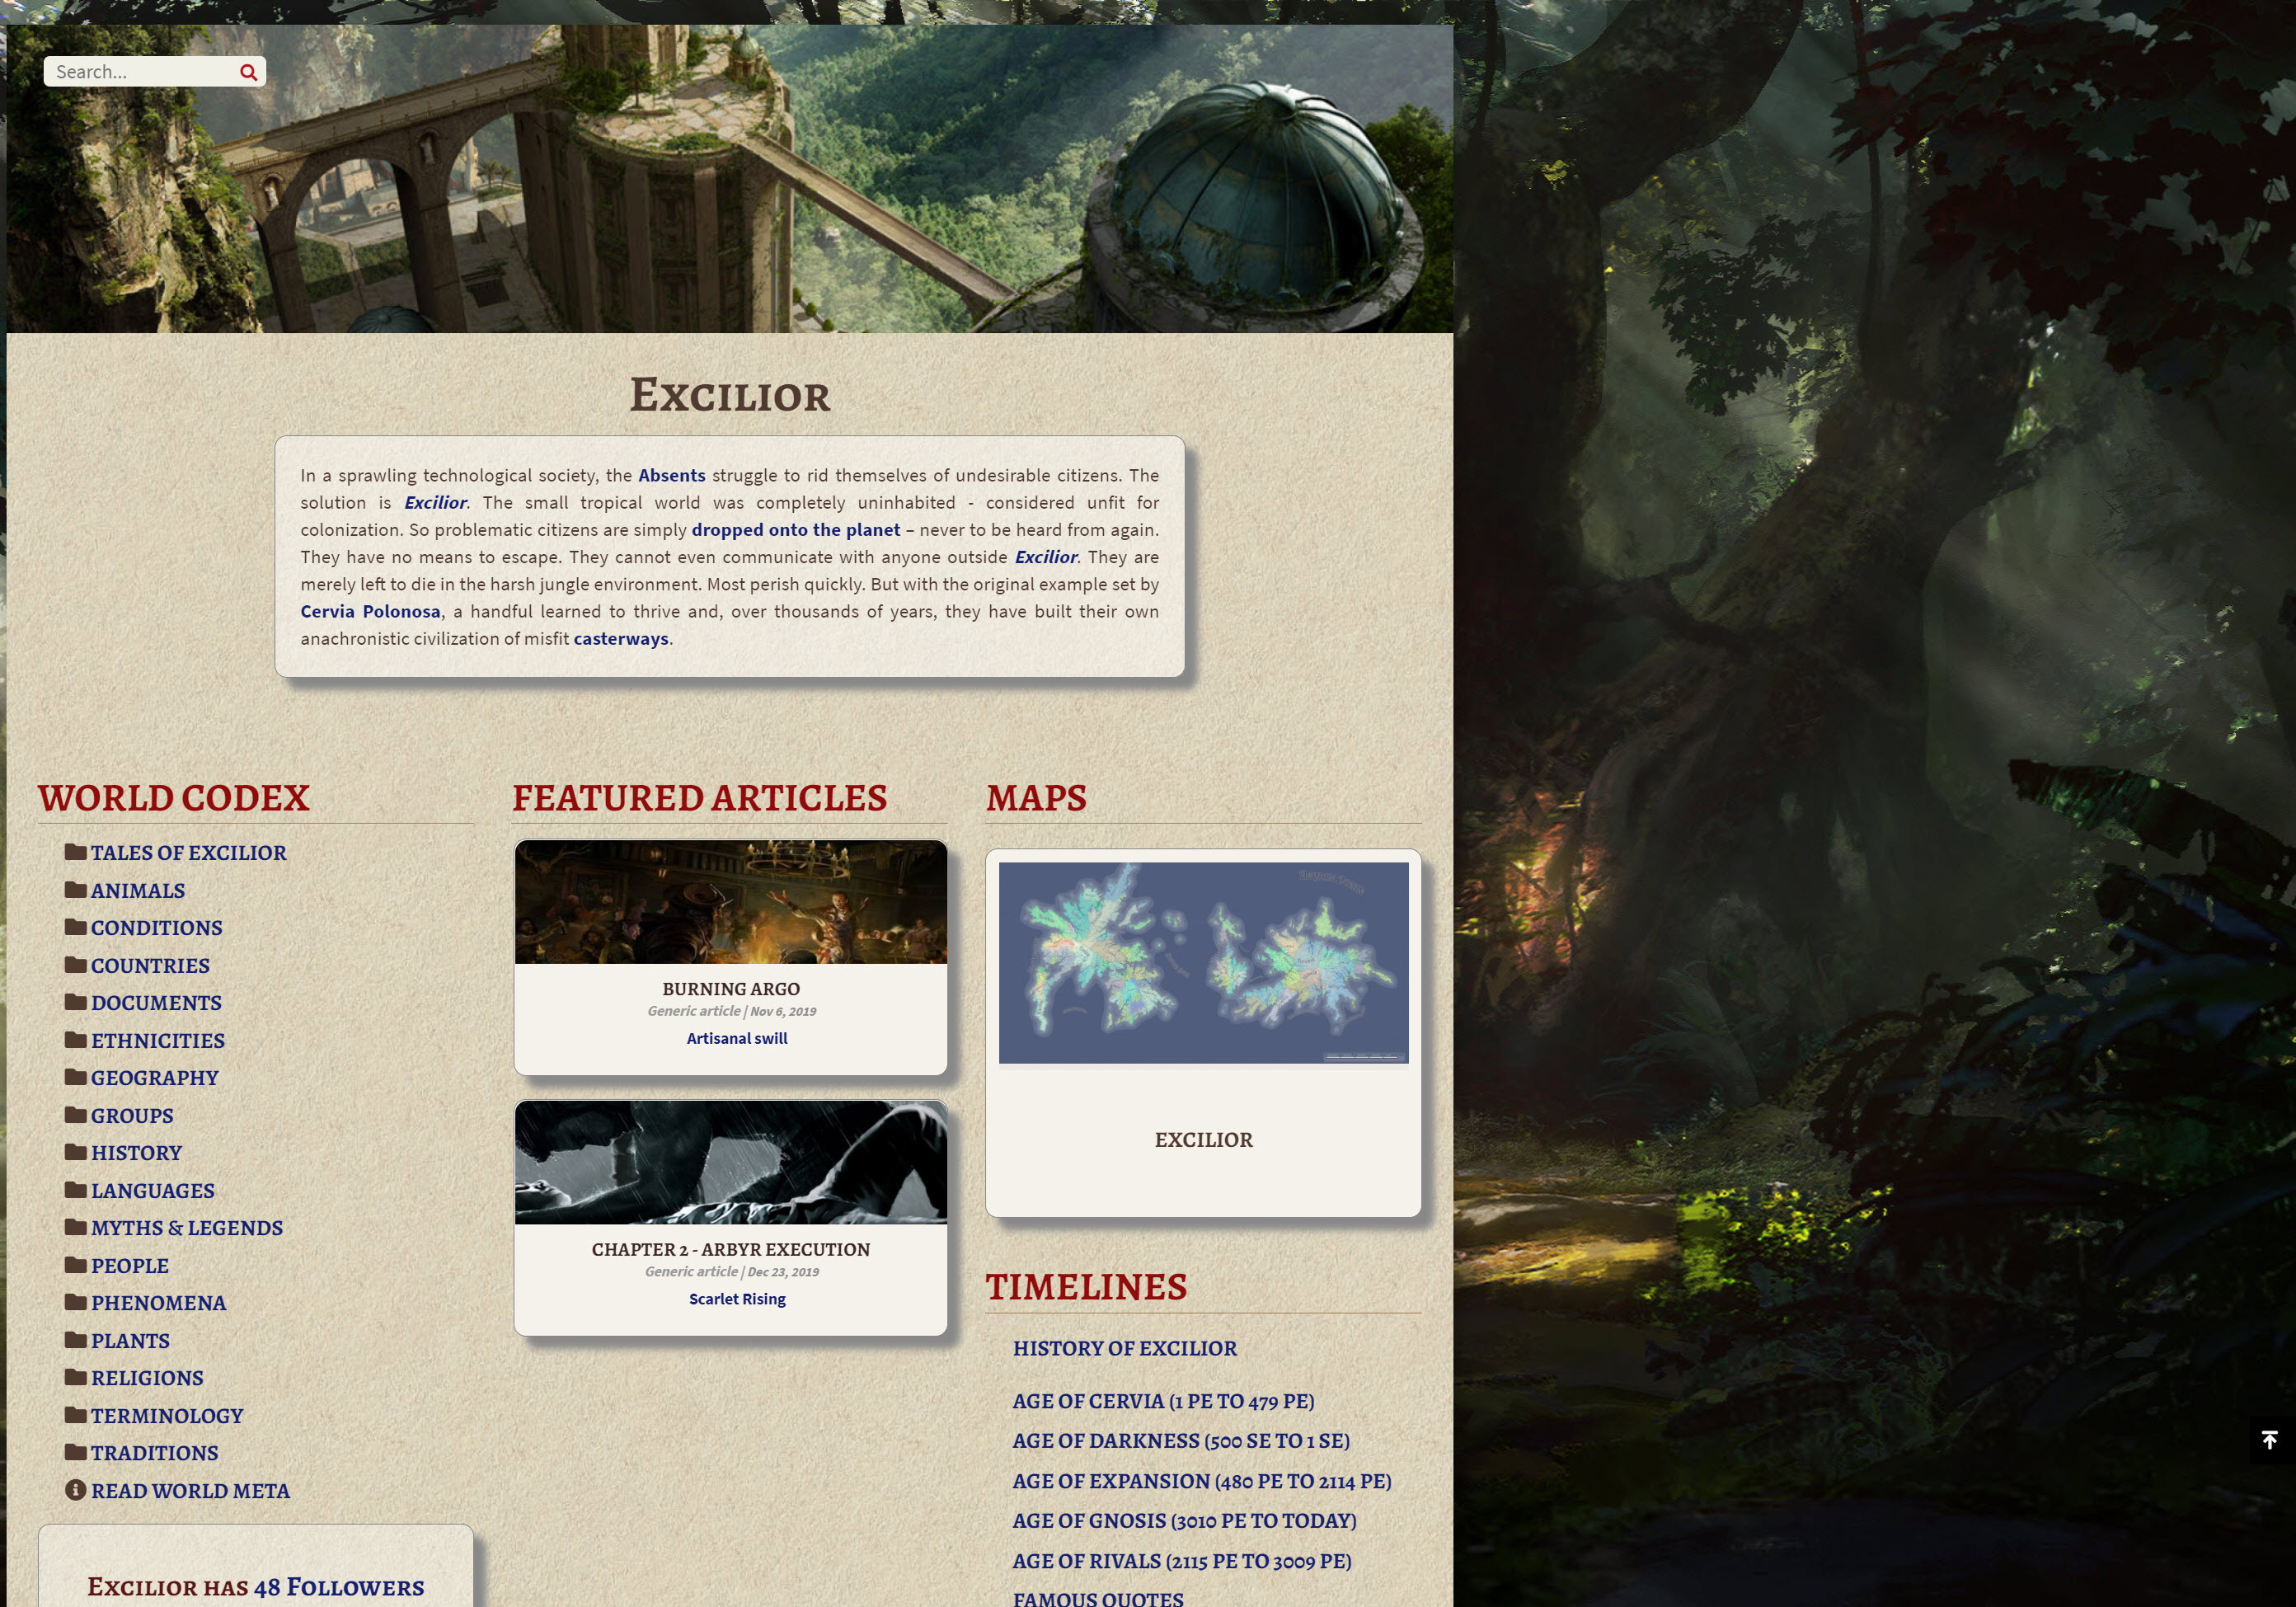 Search...
Excilior
In a sprawling technological society, the Absents struggle to rid themselves of undesirable citizens. The
solution is Excilior. The small tropical world was completely uninhabited - considered unfit for
colonization. So problematic citizens are simply dropped onto the planet – never to be heard from again.
They have no means to escape. They cannot even communicate with anyone outside Excilior. They are
merely left to die in the harsh jungle environment. Most perish quickly. But with the original example set by
Cervia Polonosa, a handful learned to thrive and, over thousands of years, they have built their own
anachronistic civilization of misfit casterways.
WORLD CODEX
TALES OF EXCILIOR
ANIMALS
CONDITIONS
COUNTRIES
DOCUMENTS
ETHNICITIES
GEOGRAPHY
GROUPS
HISTORY
LANGUAGES
MYTHS & LEGENDS
PEOPLE
PHENOMENA
PLANTS
RELIGIONS
TERMINOLOGY
TRADITIONS
READ WORLD META
Excilior has 48 Followers
FEATURED ARTICLES
BURNING ARGO
Generic article | Nov 6, 2019
Artisanal swill
CHAPTER 2 - ARBYR EXECUTION
Generic article | Dec 23, 2019
Scarlet Rising
MAPS
EXCILIOR
TIMELINES
HISTORY OF EXCILIOR
AGE OF CERVIA (1 PE TO 479 PE)
AGE OF DARKNESS (500 SE TO 1 SE)
AGE OF EXPANSION (480 PE TO 2114 PE)
AGE OF GNOSIS (3010 PE TO TODAY)
AGE OF RIVALS (2115 PE TO 3009 PE)
FAMOUS QUOTES